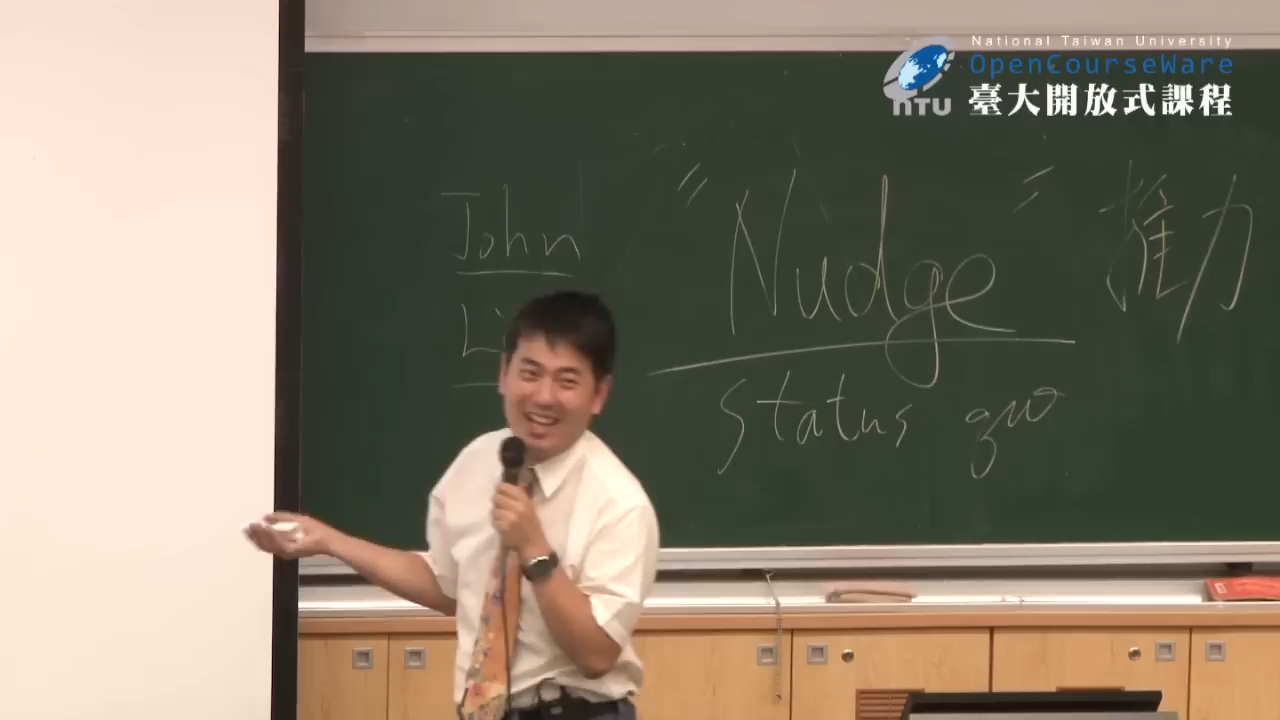 National Taiwan University
OpenCourseWare
臺大開放式課程
NTU
John
"Nudge" 推力
status quo